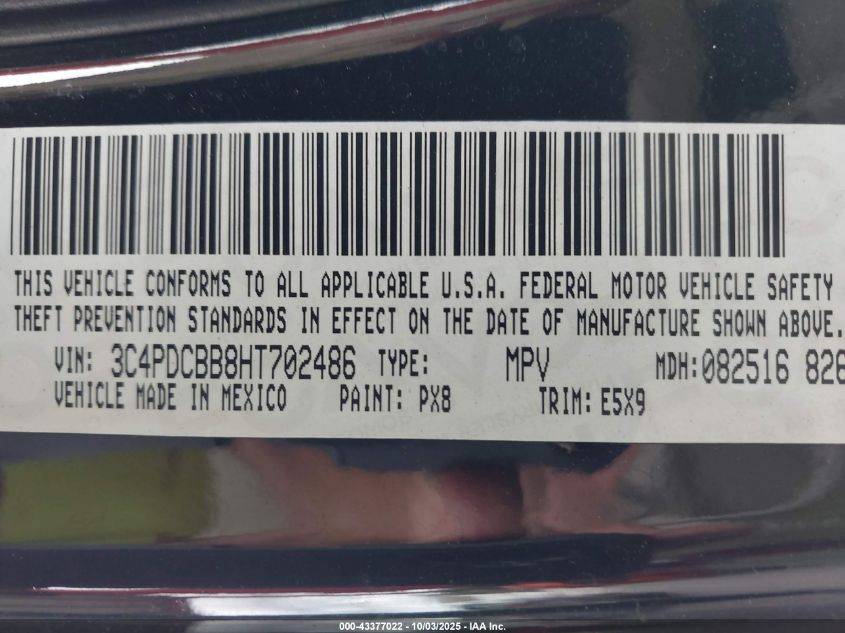 THIS VEHICLE CONFORMS TO ALL APPLICABLE U.S.A. FEDERAL MOTOR VEHICLE SAFETY
THEFT PREVENTION STANDARDS IN EFFECT ON THE DATE OF MANUFACTURE SHOWN ABOVE.
VIN: 3C4PDCBB8HT702486 TYPE: MPV MDH:082516 826
VEHICLE MADE IN MEXICO PAINT: PX8 TRIM: E5X9
000-43377022 - 10/03/2025 - IAA Inc.